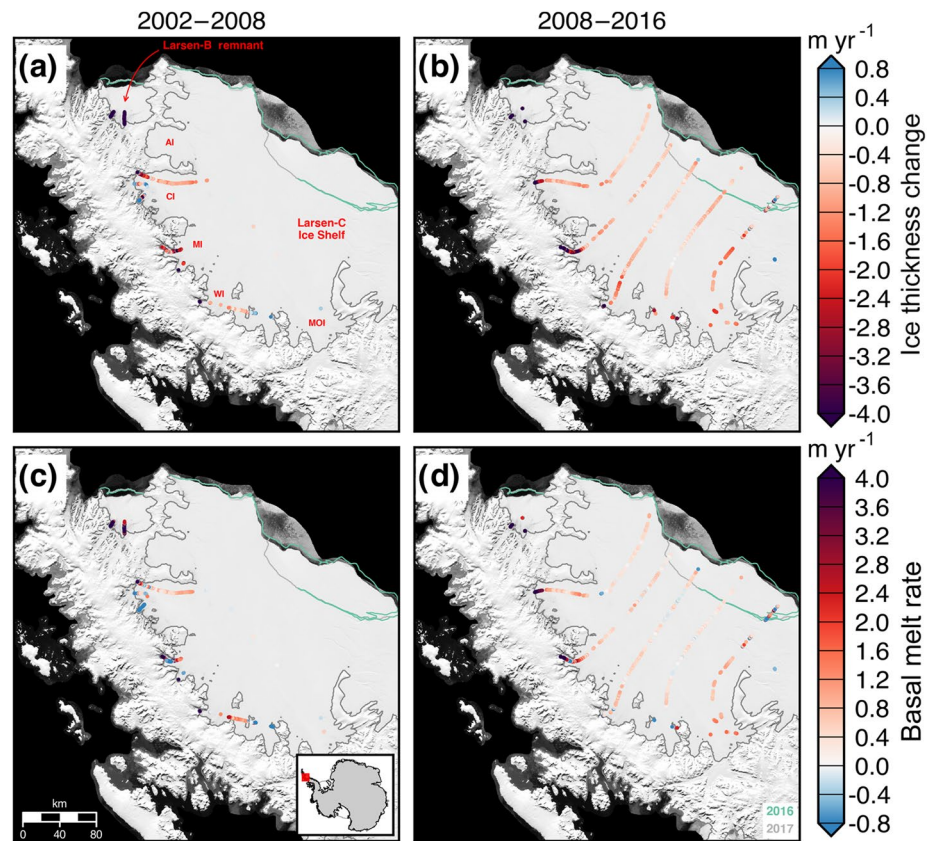 2002–2008
2008–2016
(a)
Larsen-B remnant
AI
CI
Larsen-C
Ice Shelf
MI
WI
MOI
(b)
m yr⁻¹
0.8
0.4
0.0
-0.4
-0.8
-1.2
-1.6
-2.0
-2.4
-2.8
-3.2
-3.6
-4.0
Ice thickness change
(c)
km
0 40 80
(d)
2016
2017
m yr⁻¹
4.0
3.6
3.2
2.8
2.4
2.0
1.6
1.2
0.8
0.4
0.0
-0.4
-0.8
Basal melt rate